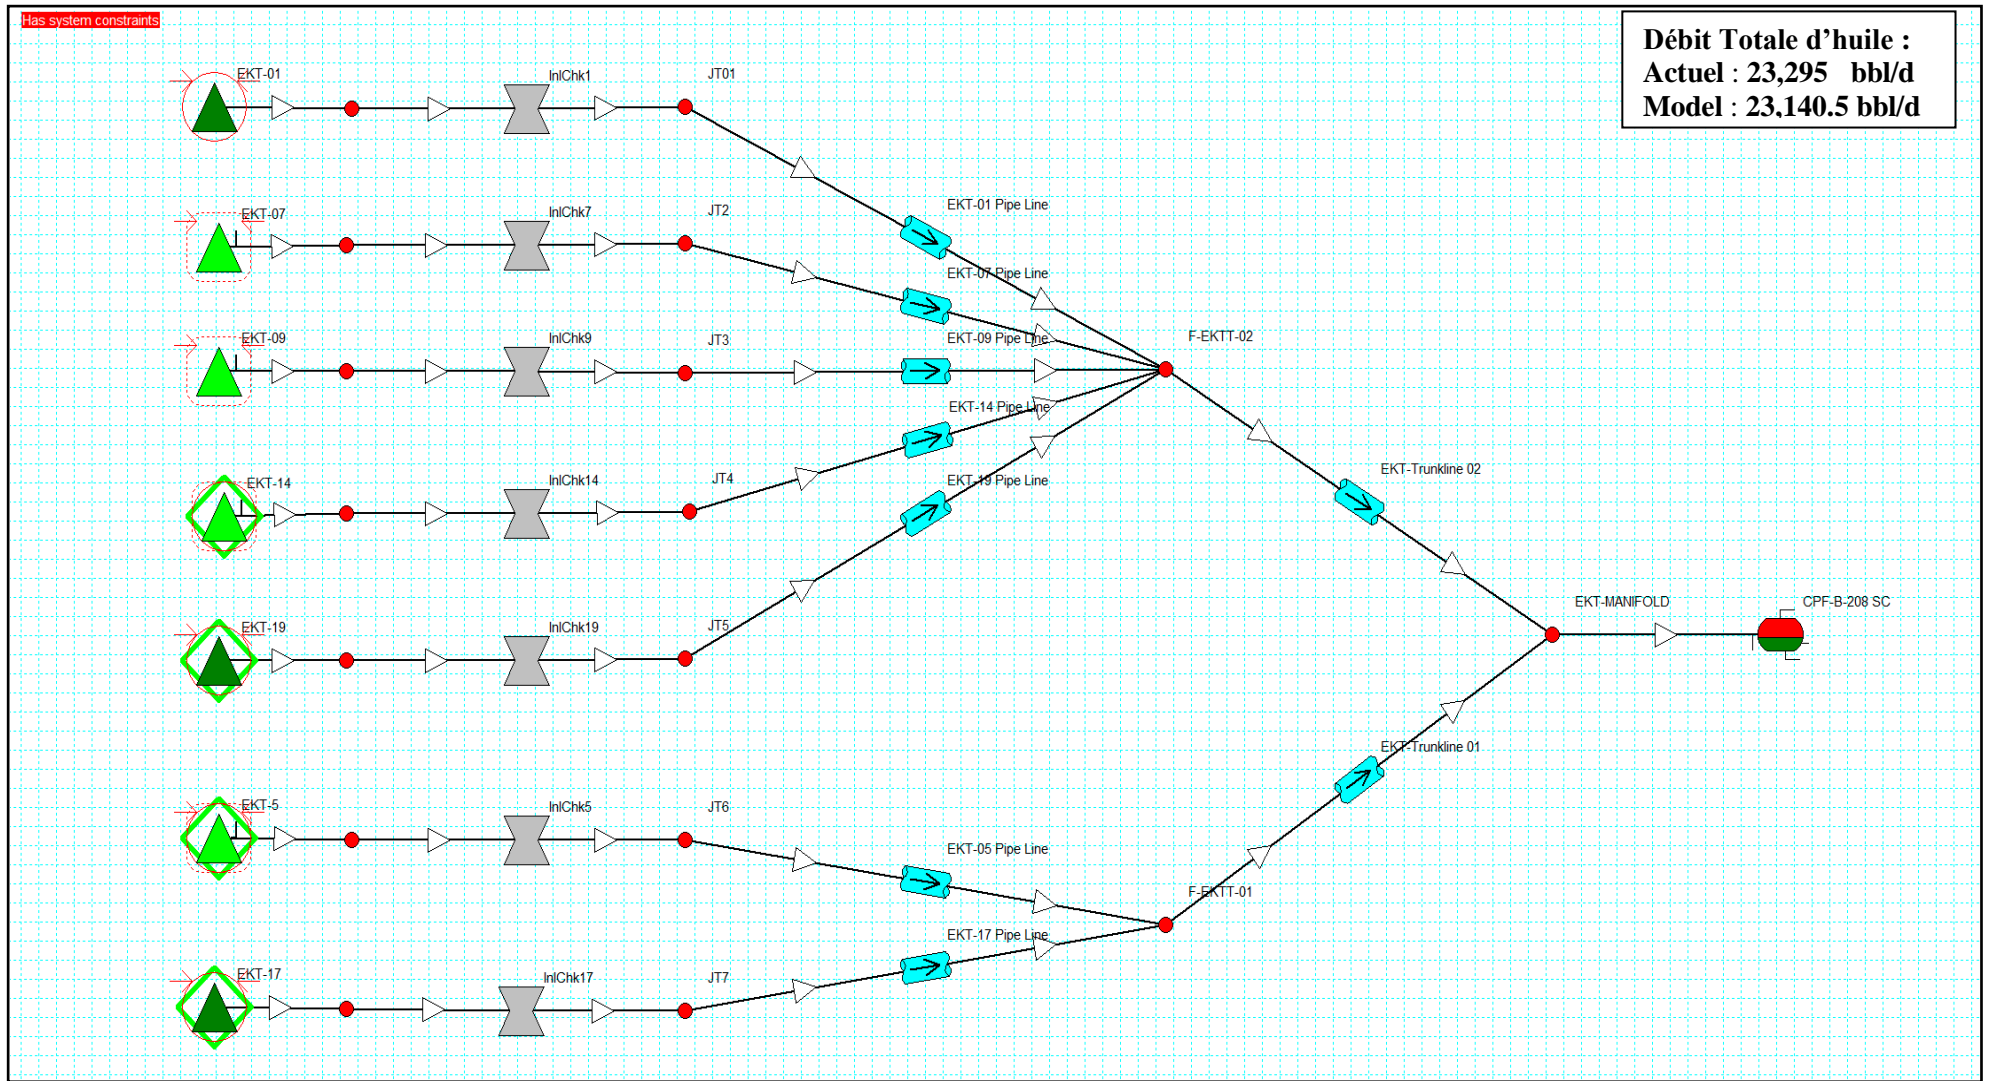 Has system constraints
Débit Totale d’huile :
Actuel : 23,295 bbl/d
Model : 23,140.5 bbl/d
EKT-01
InlChk1
JT01
EKT-01 Pipe Line
EKT-07
InlChk7
JT2
EKT-07 Pipe Line
EKT-09
InlChk9
JT3
EKT-09 Pipe Line
F-EKTT-02
EKT-14 Pipe Line
EKT-14
InlChk14
JT4
EKT-19 Pipe Line
EKT-Trunkline 02
EKT-19
InlChk19
JT5
EKT-MANIFOLD
CPF-B-208 SC
EKT-Trunkline 01
EKT-5
InlChk5
JT6
EKT-05 Pipe Line
F-EKTT-01
EKT-17 Pipe Line
EKT-17
InlChk17
JT7